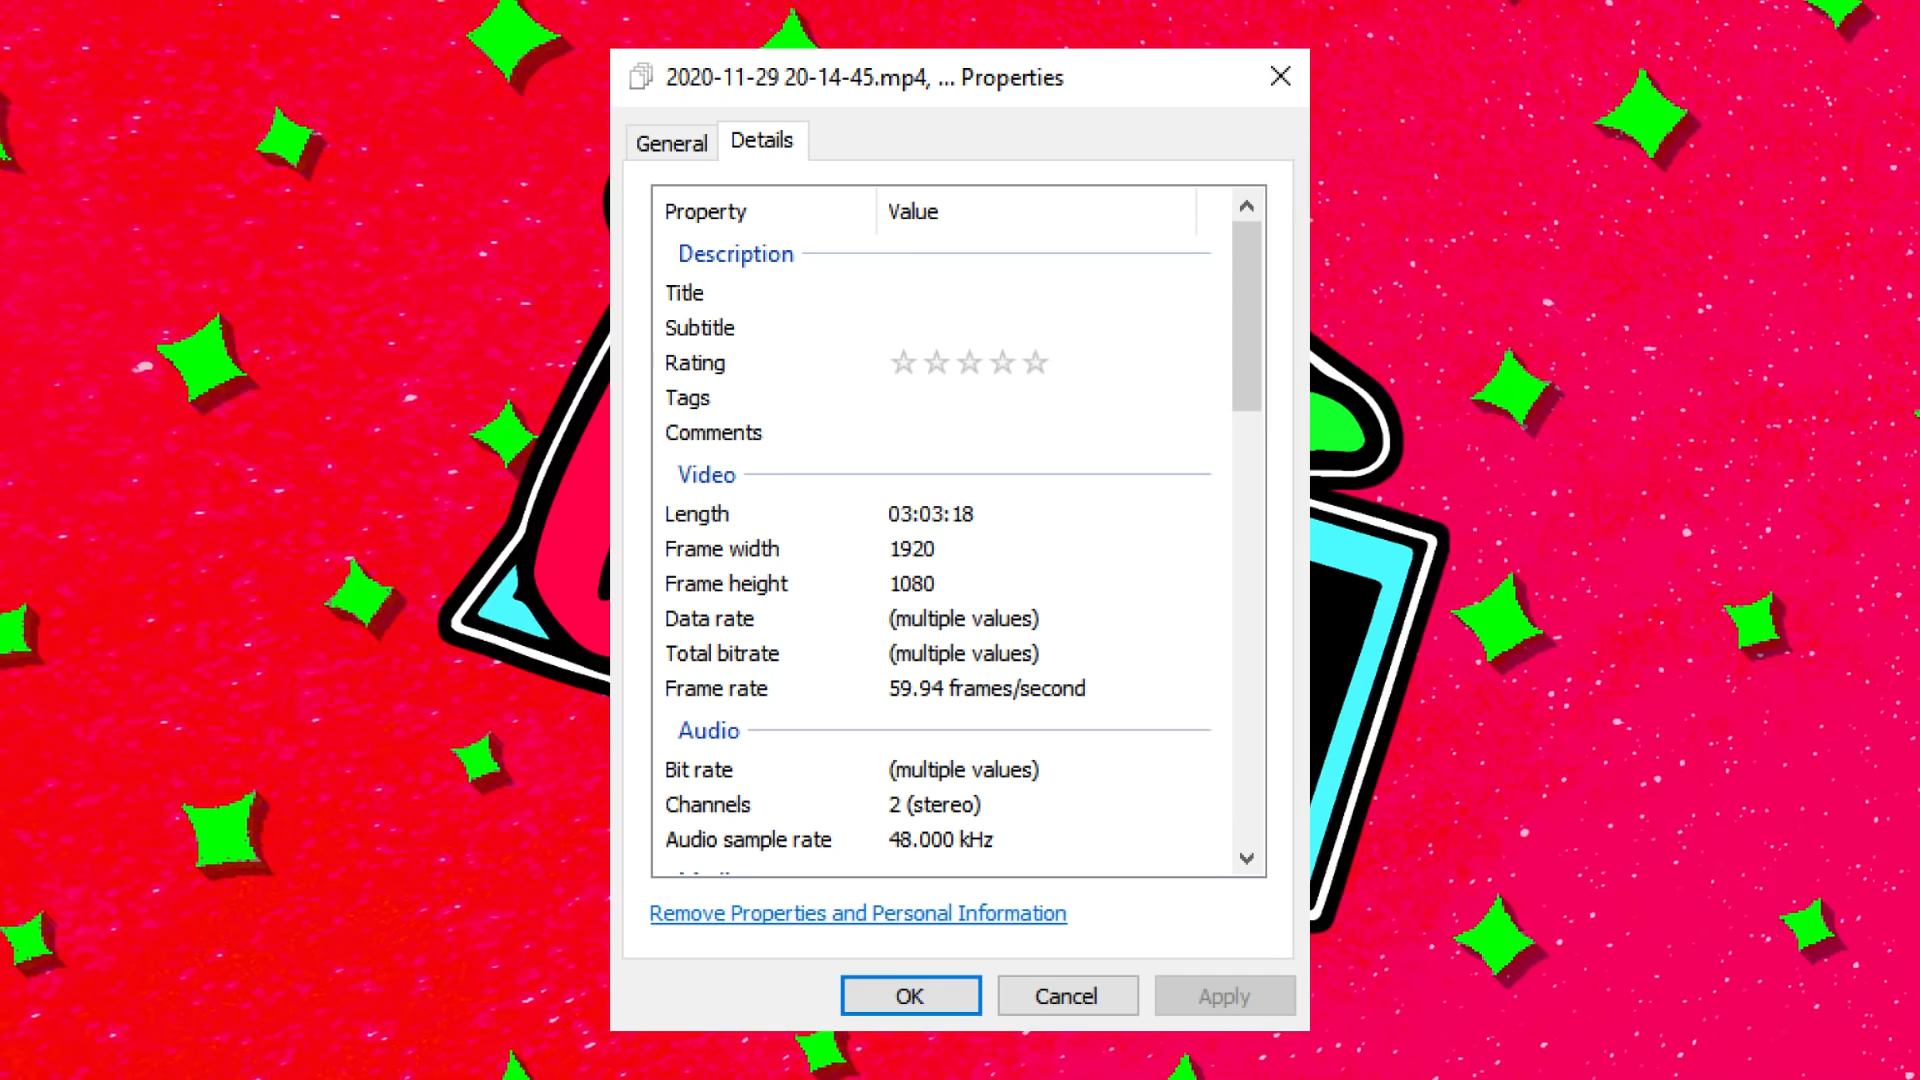 2020-11-29 20-14-45.mp4, ... Properties
General
Details
Property Value
Description
Title
Subtitle
Rating
Tags
Comments
Video
Length 03:03:18
Frame width 1920
Frame height 1080
Data rate (multiple values)
Total bitrate (multiple values)
Frame rate 59.94 frames/second
Audio
Bit rate (multiple values)
Channels 2 (stereo)
Audio sample rate 48.000 kHz
Remove Properties and Personal Information
OK
Cancel
Apply